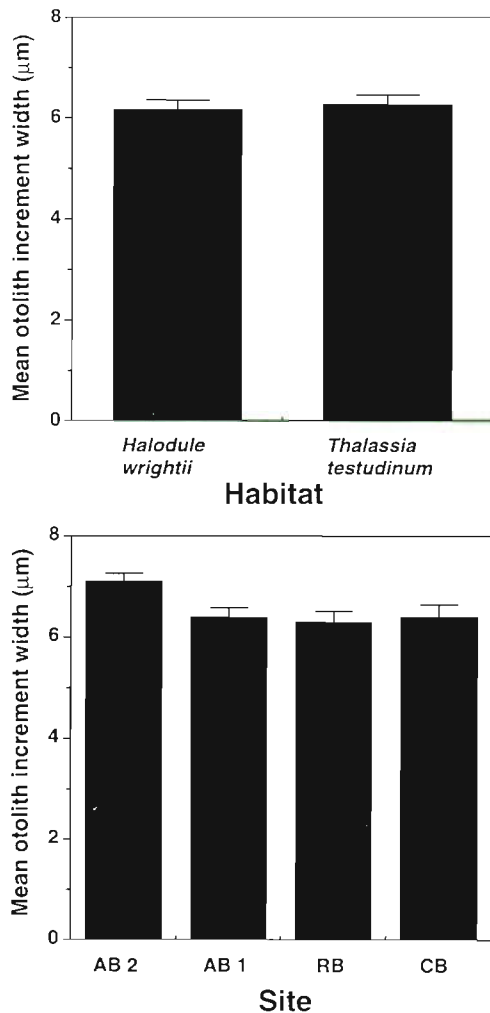 Mean otolith increment width (μm)
8
6
4
2
0
Halodule wrightii
Thalassia testudinum
Habitat
Mean otolith increment width (μm)
8
6
4
2
0
AB 2 AB 1 RB CB
Site